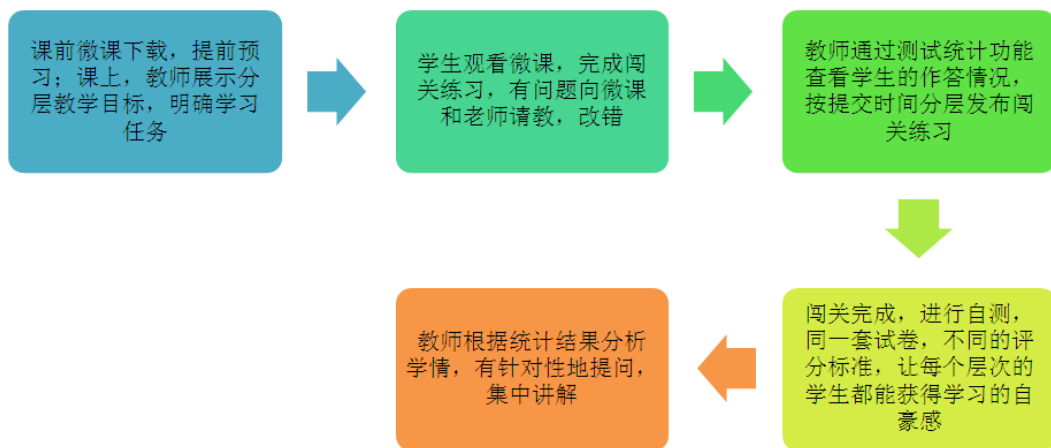 课前微课下载，提前预
习；课上，教师展示分
层教学目标，明确学习
任务
学生观看微课，完成闯
关练习，有问题向微课
和老师请教，改错
教师通过测试统计功能
查看学生的作答情况，
按提交时间分层发布闯
关练习
闯关完成，进行自测，
同一套试卷，不同的评
分标准，让每个层次的
学生都能获得学习的自
豪感
教师根据统计结果分析
学情，有针对性地提问，
集中讲解